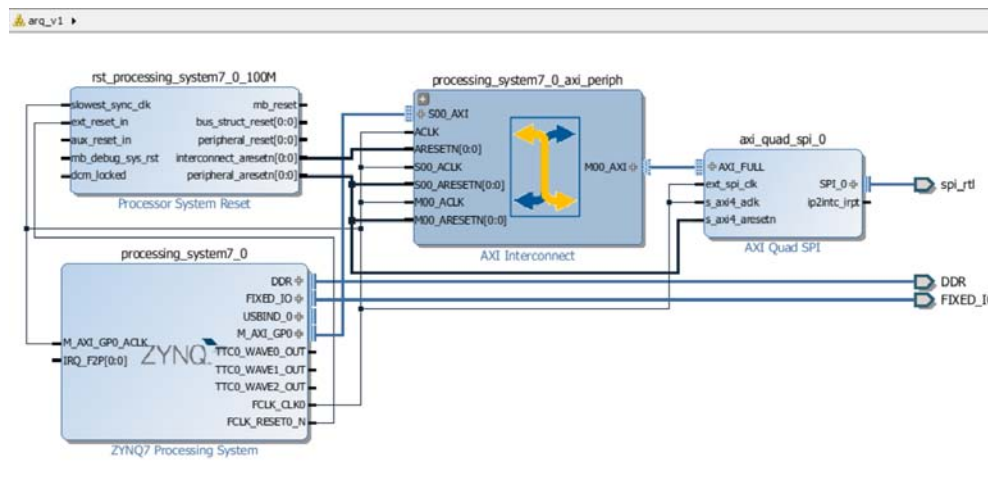 arq_v1
rst_processing_system7_0_100M
slowest_sync_clk
ext_reset_in
aux_reset_in
mb_debug_sys_rst
dcm_locked
mb_reset
bus_struct_reset[0:0]
peripheral_reset[0:0]
interconnect_aresetn[0:0]
peripheral_aresetn[0:0]
Processor System Reset
processing_system7_0_axi_periph
S00_AXI
ACLK
ARESETN[0:0]
S00_ACLK
S00_ARESETN[0:0]
M00_ACLK
M00_ARESETN[0:0]
M00_AXI
AXI Interconnect
axi_quad_spi_0
AXI_FULL
ext_spi_clk
s_axi4_aclk
s_axi4_aresetn
SPI_0
ip2intc_irpt
AXI Quad SPI
spi_rtl
processing_system7_0
M_AXI_GP0_ACLK
IRQ_F2P[0:0]
ZYNQ
DDR
FIXED_IO
USBIND_0
M_AXI_GP0
TTC0_WAVE0_OUT
TTC0_WAVE1_OUT
TTC0_WAVE2_OUT
FCLK_CLK0
FCLK_RESET0_N
ZYNQ7 Processing System
DDR
FIXED_I